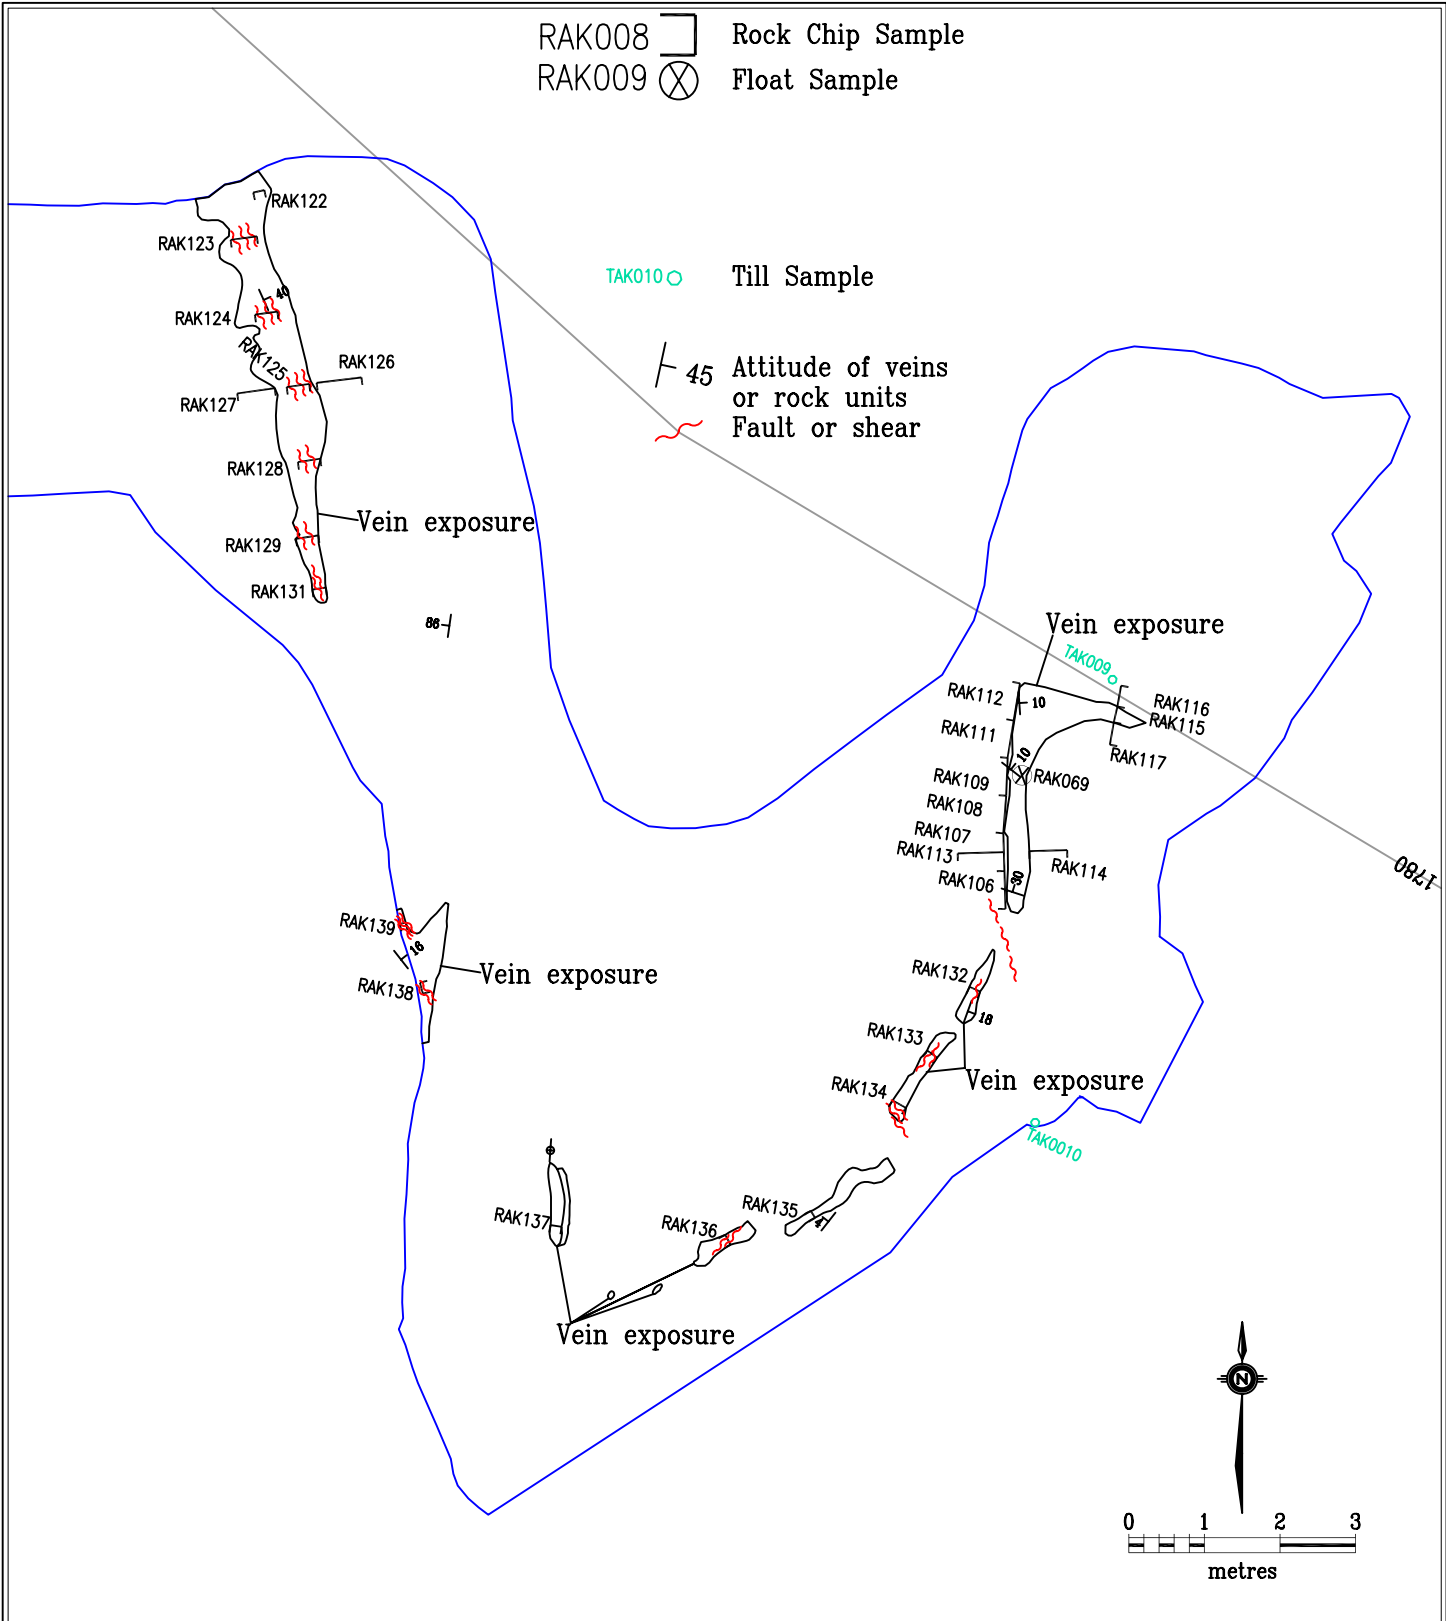 RAK008 Rock Chip Sample
RAK009 Float Sample
TAK010 Till Sample
45 Attitude of veins
or rock units
Fault or shear
RAK122
RAK123
40
RAK124
RAK125
RAK126
RAK127
RAK128
Vein exposure
RAK129
RAK131
86
Vein exposure
TAK009
RAK112
10
RAK116
RAK115
RAK111
RAK117
10
RAK109
RAK069
RAK108
RAK107
RAK113
RAK114
RAK106
30
1780
RAK139
16
RAK138
Vein exposure
RAK132
18
RAK133
RAK134
Vein exposure
TAK0010
RAK137
RAK136
RAK135
4
Vein exposure
N
0 1 2 3
metres